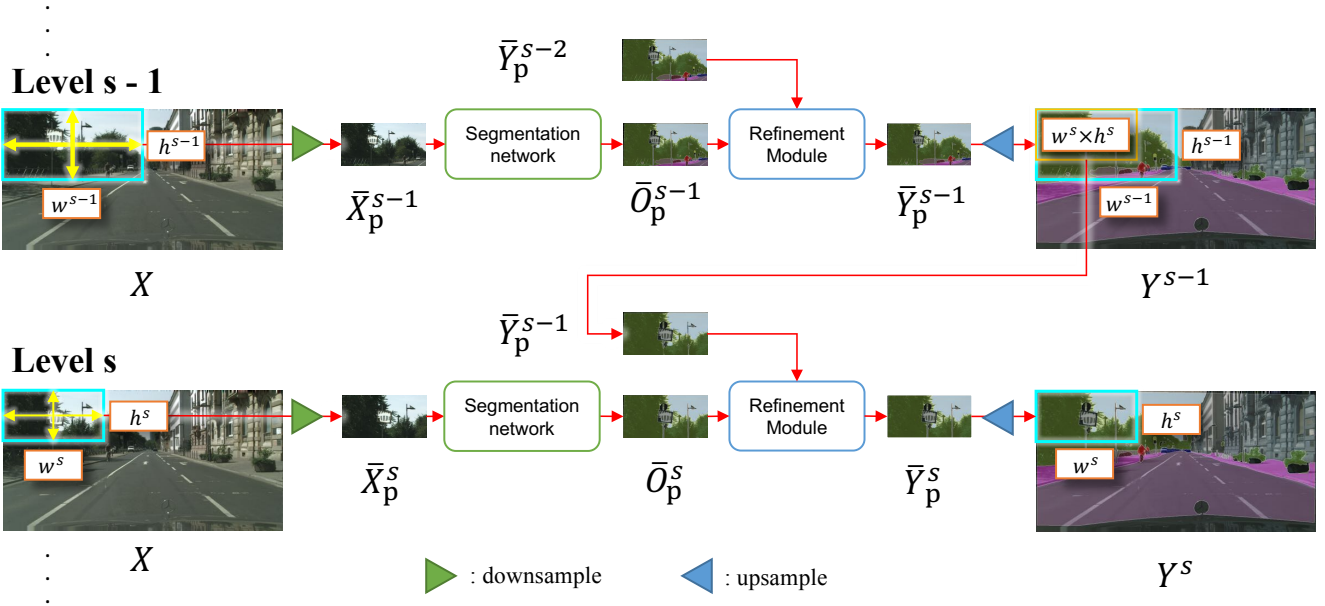 Level s - 1
h^{s-1}
w^{s-1}
X
X̄_p^{s-1}
Segmentation
network
Ō_p^{s-1}
Ȳ_p^{s-2}
Refinement
Module
Ȳ_p^{s-1}
w^s×h^s
h^{s-1}
w^{s-1}
Y^{s-1}
Level s
h^s
w^s
X
X̄_p^s
Segmentation
network
Ō_p^s
Ȳ_p^{s-1}
Refinement
Module
Ȳ_p^s
h^s
w^s
Y^s
: downsample
: upsample